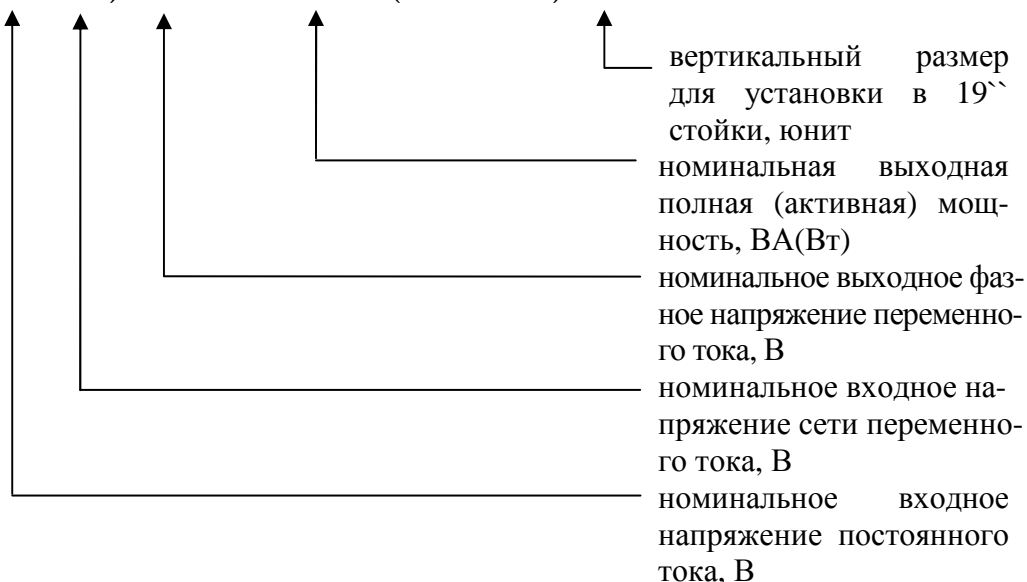 вертикальный размер
для установки в 19``
стойки, юнит
номинальная выходная
полная (активная) мощ-
ность, ВА(Вт)
номинальное выходное фаз-
ное напряжение переменно-
го тока, В
номинальное входное на-
пряжение сети переменно-
го тока, В
номинальное входное
напряжение постоянного
тока, В